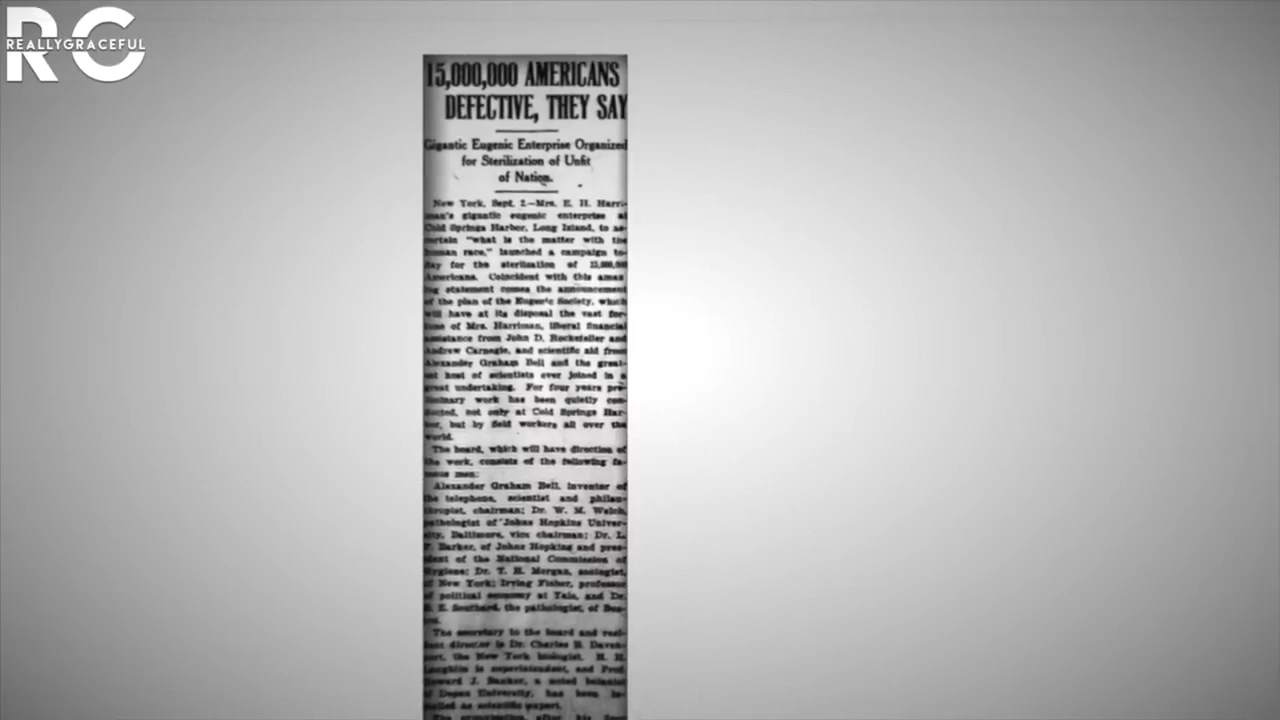 RG
REALLYGRACEFUL
15,000,000 AMERICANS
DEFECTIVE, THEY SAY
Gigantic Eugenic Enterprise Organized
for Sterilization of Unfit
of Nation.
New York, Sept. 2.—Mrs. E. H. Harri-
man's gigantic eugenic enterprise at
Cold Springs Harbor, Long Island, to as-
certain "what is the matter with the
human race," launched a campaign to-
day for the sterilization of 15,000,000
Americans. Coincident with this amaz-
ing statement comes the announcement
of the plan of the Eugenic Society, which
will have at its disposal the vast for-
tune of Mrs. Harriman, liberal financial
assistance from John D. Rockefeller and
Andrew Carnegie, and scientific aid from
Alexander Graham Bell and the great-
est host of scientists ever joined in a
great undertaking. For four years pre-
liminary work has been quietly con-
ducted, not only at Cold Springs Har-
bor, but by field workers all over the
world.
The board, which will have direction of
the work, consists of the following fa-
mous men:
Alexander Graham Bell, inventor of
the telephone, scientist and philan-
thropist, chairman; Dr. W. M. Welch,
pathologist of Johns Hopkins Univer-
sity, Baltimore, vice chairman; Dr. L.
F. Barker, of Johns Hopkins and pres-
ident of the National Commission of
Hygiene; Dr. T. H. Morgan, zoologist,
of New York; Irving Fisher, professor
of political economy at Yale, and Dr.
E. E. Southard, the pathologist, of Bos-
ton.
The secretary to the board and resi-
dent director is Dr. Charles B. Daven-
port, the New York biologist. H. H.
Laughlin is superintendent, and Prof.
Howard J. Banker, a noted botanist
of Depau University, has been in-
stalled as scientific expert.
The organization, after his four